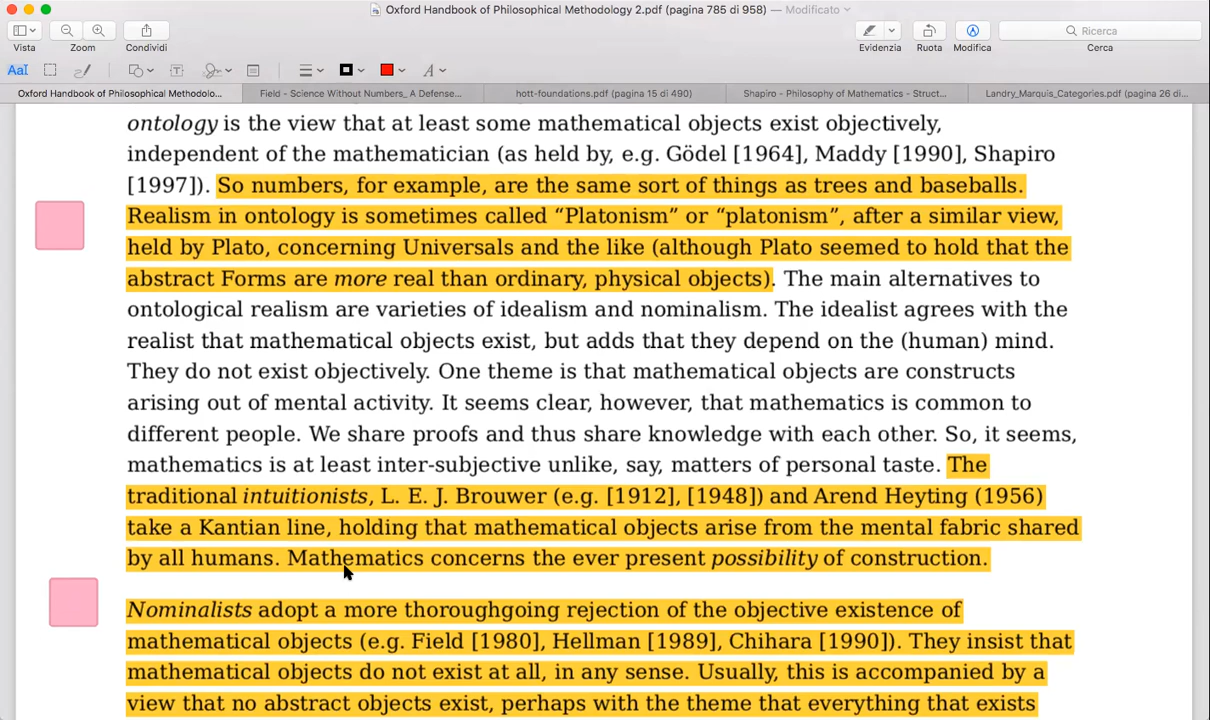 Oxford Handbook of Philosophical Methodology 2.pdf (pagina 785 di 958) — Modificato
Vista Zoom Condividi Evidenzia Ruota Modifica Ricerca Cerca
AaI T A
Oxford Handbook of Philosophical Methodolo... Field - Science Without Numbers_ A Defense... hott-foundations.pdf (pagina 15 di 490) Shapiro - Philosophy of Mathematics - Struct... Landry_Marquis_Categories.pdf (pagina 26 di...
ontology is the view that at least some mathematical objects exist objectively,
independent of the mathematician (as held by, e.g. Gödel [1964], Maddy [1990], Shapiro
[1997]). So numbers, for example, are the same sort of things as trees and baseballs.
Realism in ontology is sometimes called “Platonism” or “platonism”, after a similar view,
held by Plato, concerning Universals and the like (although Plato seemed to hold that the
abstract Forms are more real than ordinary, physical objects). The main alternatives to
ontological realism are varieties of idealism and nominalism. The idealist agrees with the
realist that mathematical objects exist, but adds that they depend on the (human) mind.
They do not exist objectively. One theme is that mathematical objects are constructs
arising out of mental activity. It seems clear, however, that mathematics is common to
different people. We share proofs and thus share knowledge with each other. So, it seems,
mathematics is at least inter-subjective unlike, say, matters of personal taste. The
traditional intuitionists, L. E. J. Brouwer (e.g. [1912], [1948]) and Arend Heyting (1956)
take a Kantian line, holding that mathematical objects arise from the mental fabric shared
by all humans. Mathematics concerns the ever present possibility of construction.
Nominalists adopt a more thoroughgoing rejection of the objective existence of
mathematical objects (e.g. Field [1980], Hellman [1989], Chihara [1990]). They insist that
mathematical objects do not exist at all, in any sense. Usually, this is accompanied by a
view that no abstract objects exist, perhaps with the theme that everything that exists